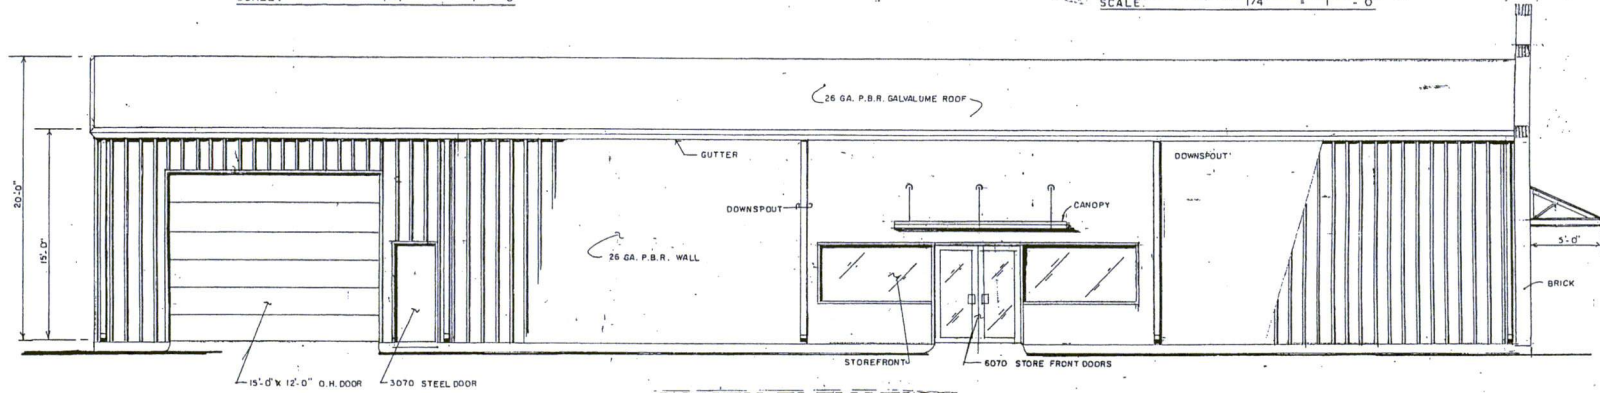 SCALE: 1/4" = 1' - 0
26 GA. P.B.R. GALVALUME ROOF
GUTTER
DOWNSPOUT
20'-0"
15'-0"
DOWNSPOUT
CANOPY
26 GA. P.B.R. WALL
5'-0"
BRICK
STOREFRONT
6070 STORE FRONT DOORS
15'-0" X 12'-0" O.H. DOOR
3070 STEEL DOOR